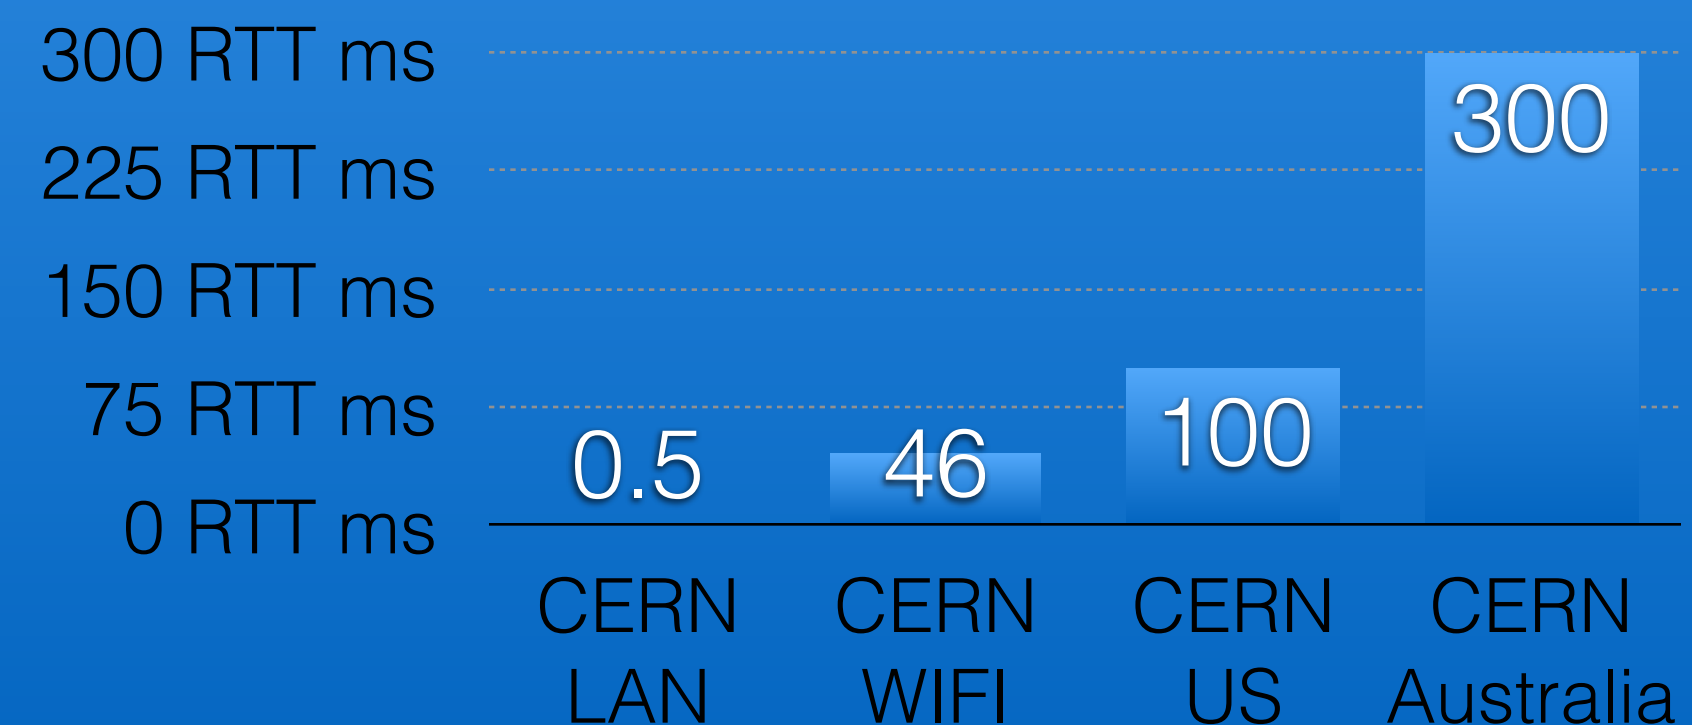 300 RTT ms
225 RTT ms
150 RTT ms
75 RTT ms
0 RTT ms
0.5
46
100
300
CERN LAN
CERN WIFI
CERN US
CERN Australia